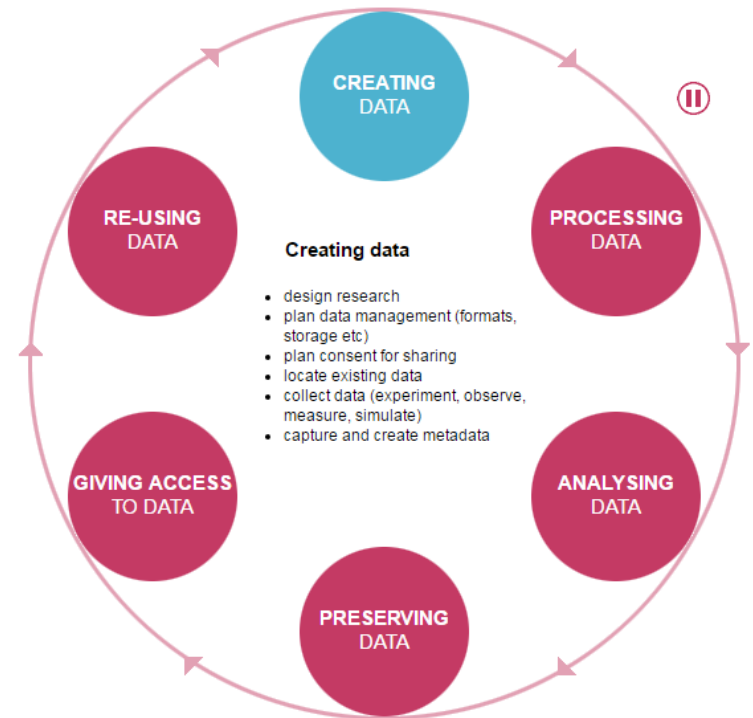 CREATING
DATA
PROCESSING
DATA
ANALYSING
DATA
PRESERVING
DATA
GIVING ACCESS
TO DATA
RE-USING
DATA
Creating data
• design research
• plan data management (formats,
storage etc)
• plan consent for sharing
• locate existing data
• collect data (experiment, observe,
measure, simulate)
• capture and create metadata